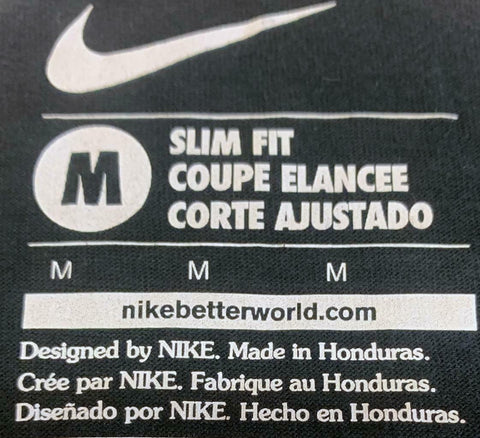 M
SLIM FIT
COUPE ELANCEE
CORTE AJUSTADO
M M M
nikebetterworld.com
Designed by NIKE. Made in Honduras.
Crée par NIKE. Fabrique au Honduras.
Diseñado por NIKE. Hecho en Honduras.